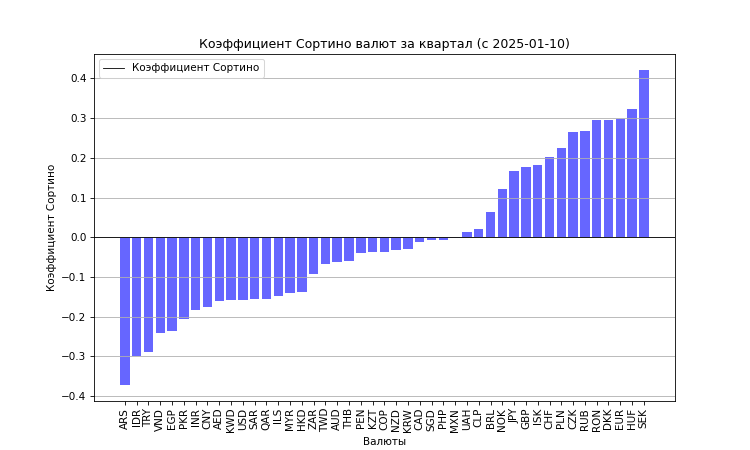 Коэффициент Сортино валют за квартал (с 2025-01-10)
Коэффициент Сортино
0.4
0.3
0.2
0.1
0.0
−0.1
−0.2
−0.3
−0.4
Коэффициент Сортино
ARS IDR TRY VND EGP PKR INR CNY AED KWD USD SAR QAR ILS MYR HKD ZAR TWD AUD THB PEN KZT COP NZD KRW CAD SGD PHP MXN UAH CLP BRL NOK JPY GBP ISK CHF PLN CZK RUB RON DKK EUR HUF SEK
Валюты